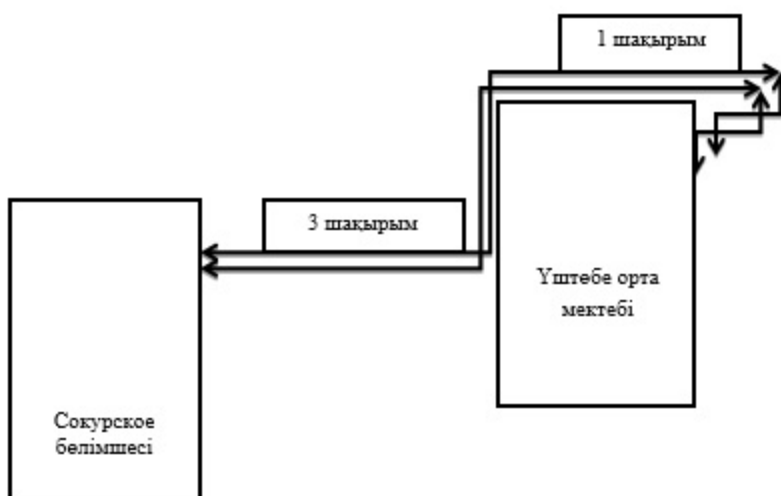 1 шақырым
3 шақырым
Үштөбе орта
мектебі
Сокурское
бөлімшесі